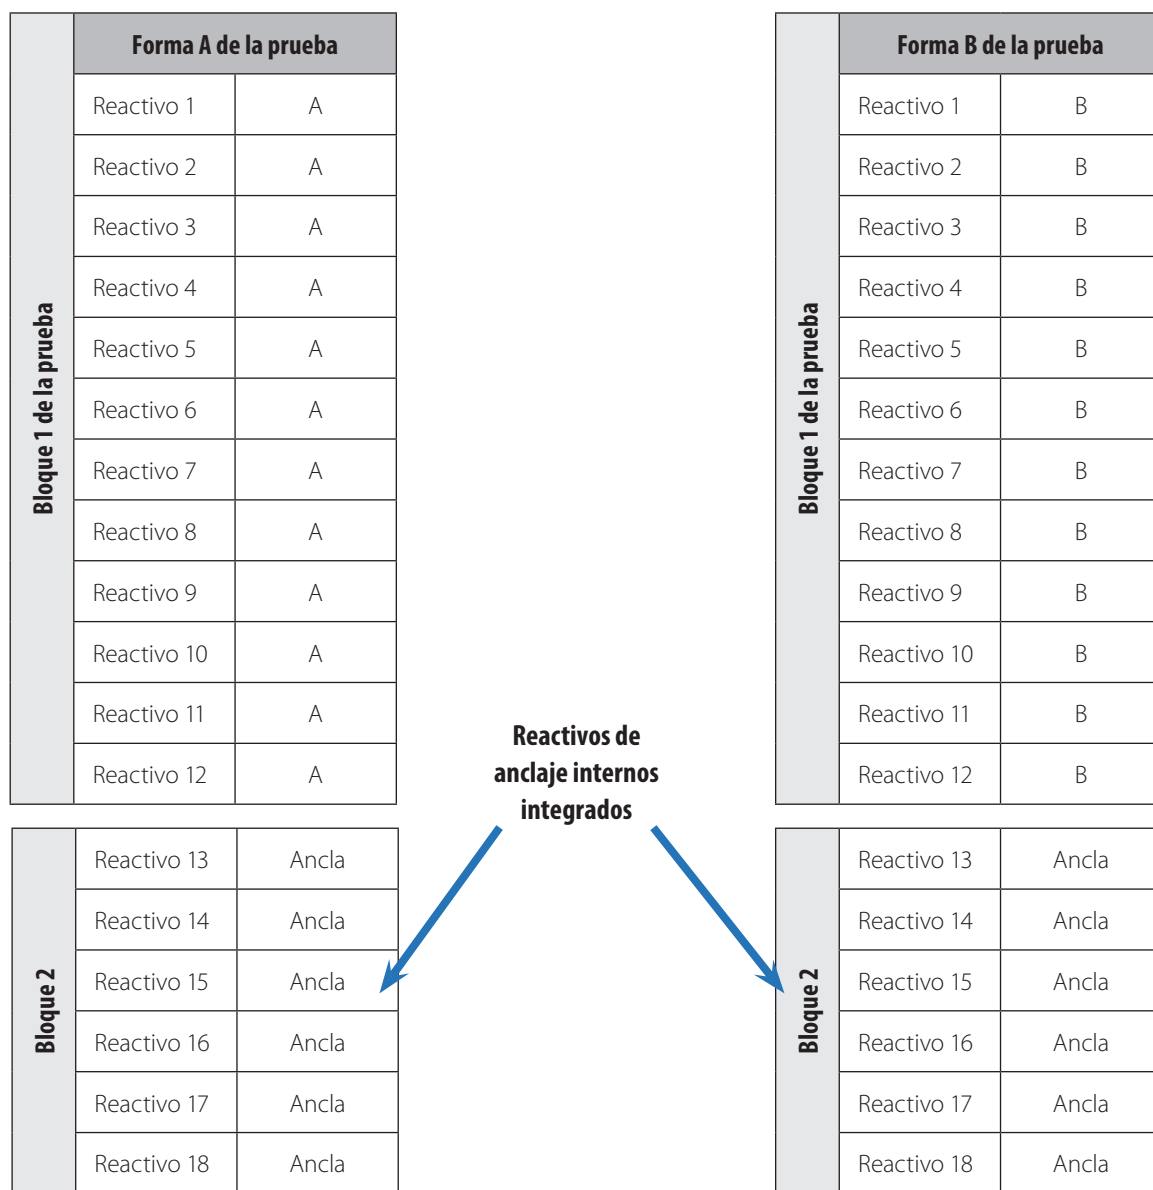 Forma A de la prueba
Bloque 1 de la prueba
Reactivo 1 A
Reactivo 2 A
Reactivo 3 A
Reactivo 4 A
Reactivo 5 A
Reactivo 6 A
Reactivo 7 A
Reactivo 8 A
Reactivo 9 A
Reactivo 10 A
Reactivo 11 A
Reactivo 12 A
Bloque 2
Reactivo 13 Ancla
Reactivo 14 Ancla
Reactivo 15 Ancla
Reactivo 16 Ancla
Reactivo 17 Ancla
Reactivo 18 Ancla
Reactivos de
anclaje internos
integrados
Forma B de la prueba
Bloque 1 de la prueba
Reactivo 1 B
Reactivo 2 B
Reactivo 3 B
Reactivo 4 B
Reactivo 5 B
Reactivo 6 B
Reactivo 7 B
Reactivo 8 B
Reactivo 9 B
Reactivo 10 B
Reactivo 11 B
Reactivo 12 B
Bloque 2
Reactivo 13 Ancla
Reactivo 14 Ancla
Reactivo 15 Ancla
Reactivo 16 Ancla
Reactivo 17 Ancla
Reactivo 18 Ancla